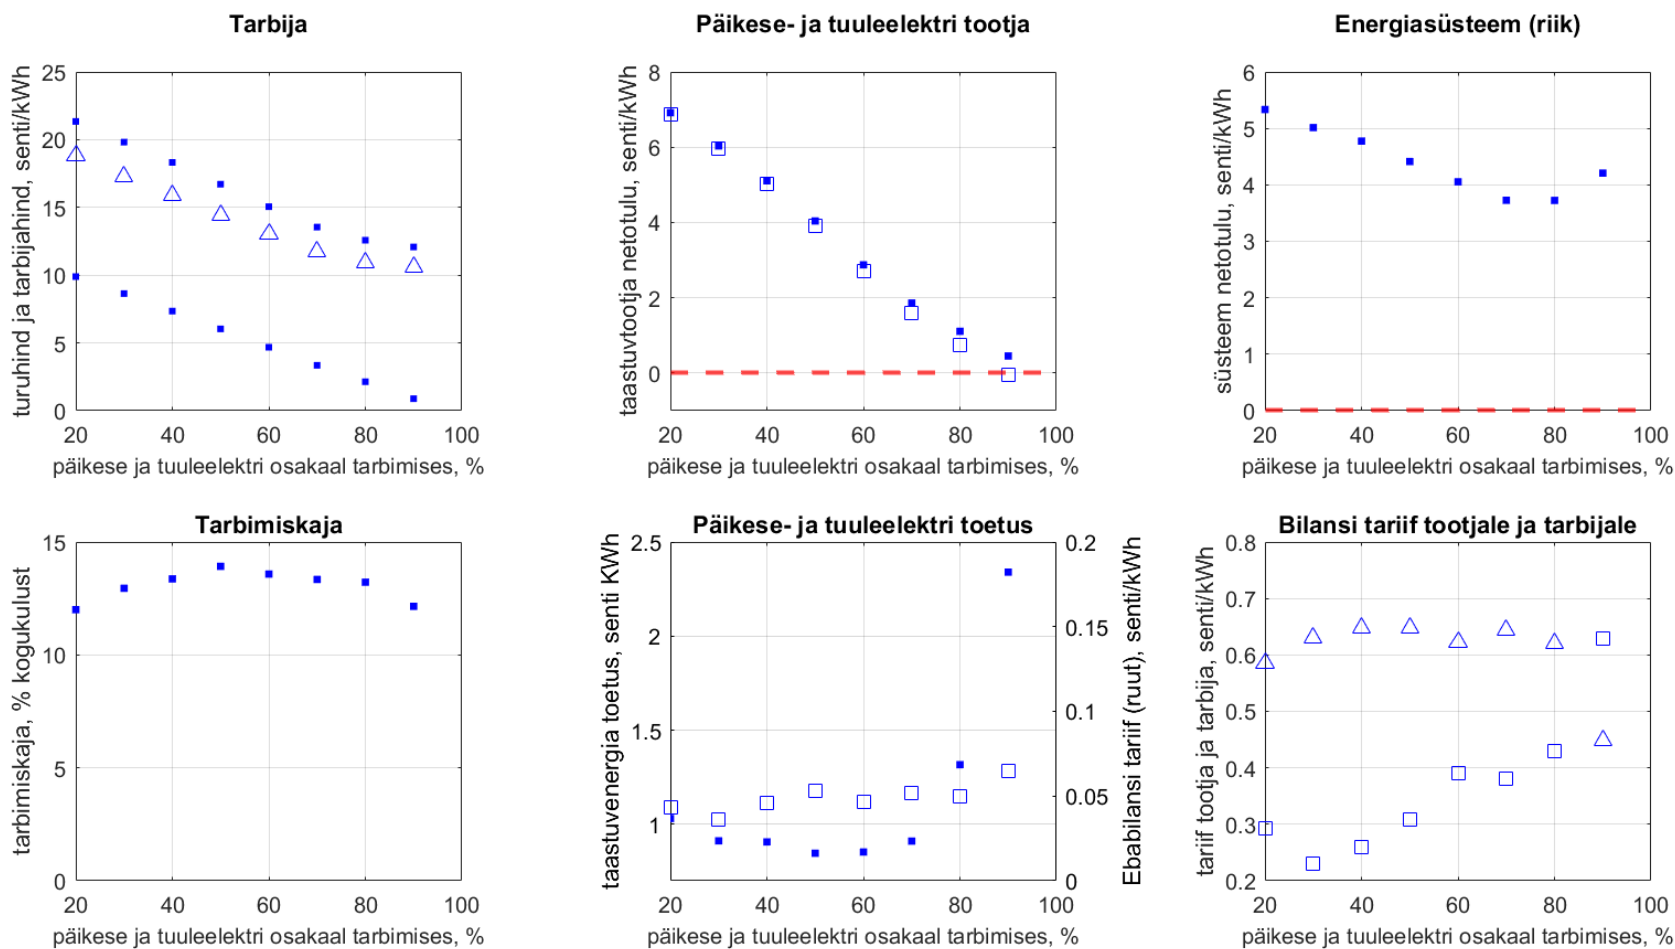 Tarbija
turuhind ja tarbijahind, senti/kWh
25
20
15
10
5
0
20 40 60 80 100
päikese ja tuuleelektri osakaal tarbimises, %
Päikese- ja tuuleelektri tootja
taastuvtootja netotulu, senti/kWh
8
6
4
2
0
20 40 60 80 100
päikese ja tuuleelektri osakaal tarbimises, %
Energiasüsteem (riik)
süsteem netotulu, senti/kWh
6
5
4
3
2
1
0
20 40 60 80 100
päikese ja tuuleelektri osakaal tarbimises, %
Tarbimiskaja
tarbimiskaja, % kogukulust
15
10
5
0
20 40 60 80 100
päikese ja tuuleelektri osakaal tarbimises, %
Päikese- ja tuuleelektri toetus
taastuvenergia toetus, senti KWh
2.5
2
1.5
1
0.2
0.15
0.1
0.05
0
Ebabilansi tariif (ruut), senti/kWh
20 40 60 80 100
päikese ja tuuleelektri osakaal tarbimises, %
Bilansi tariif tootjale ja tarbijale
tariif tootja ja tarbija, senti/kWh
0.8
0.7
0.6
0.5
0.4
0.3
0.2
20 40 60 80 100
päikese ja tuuleelektri osakaal tarbimises, %